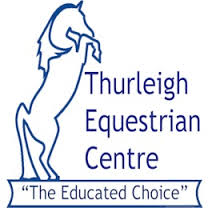 Thurleigh
Equestrian
Centre
“The Educated Choice”